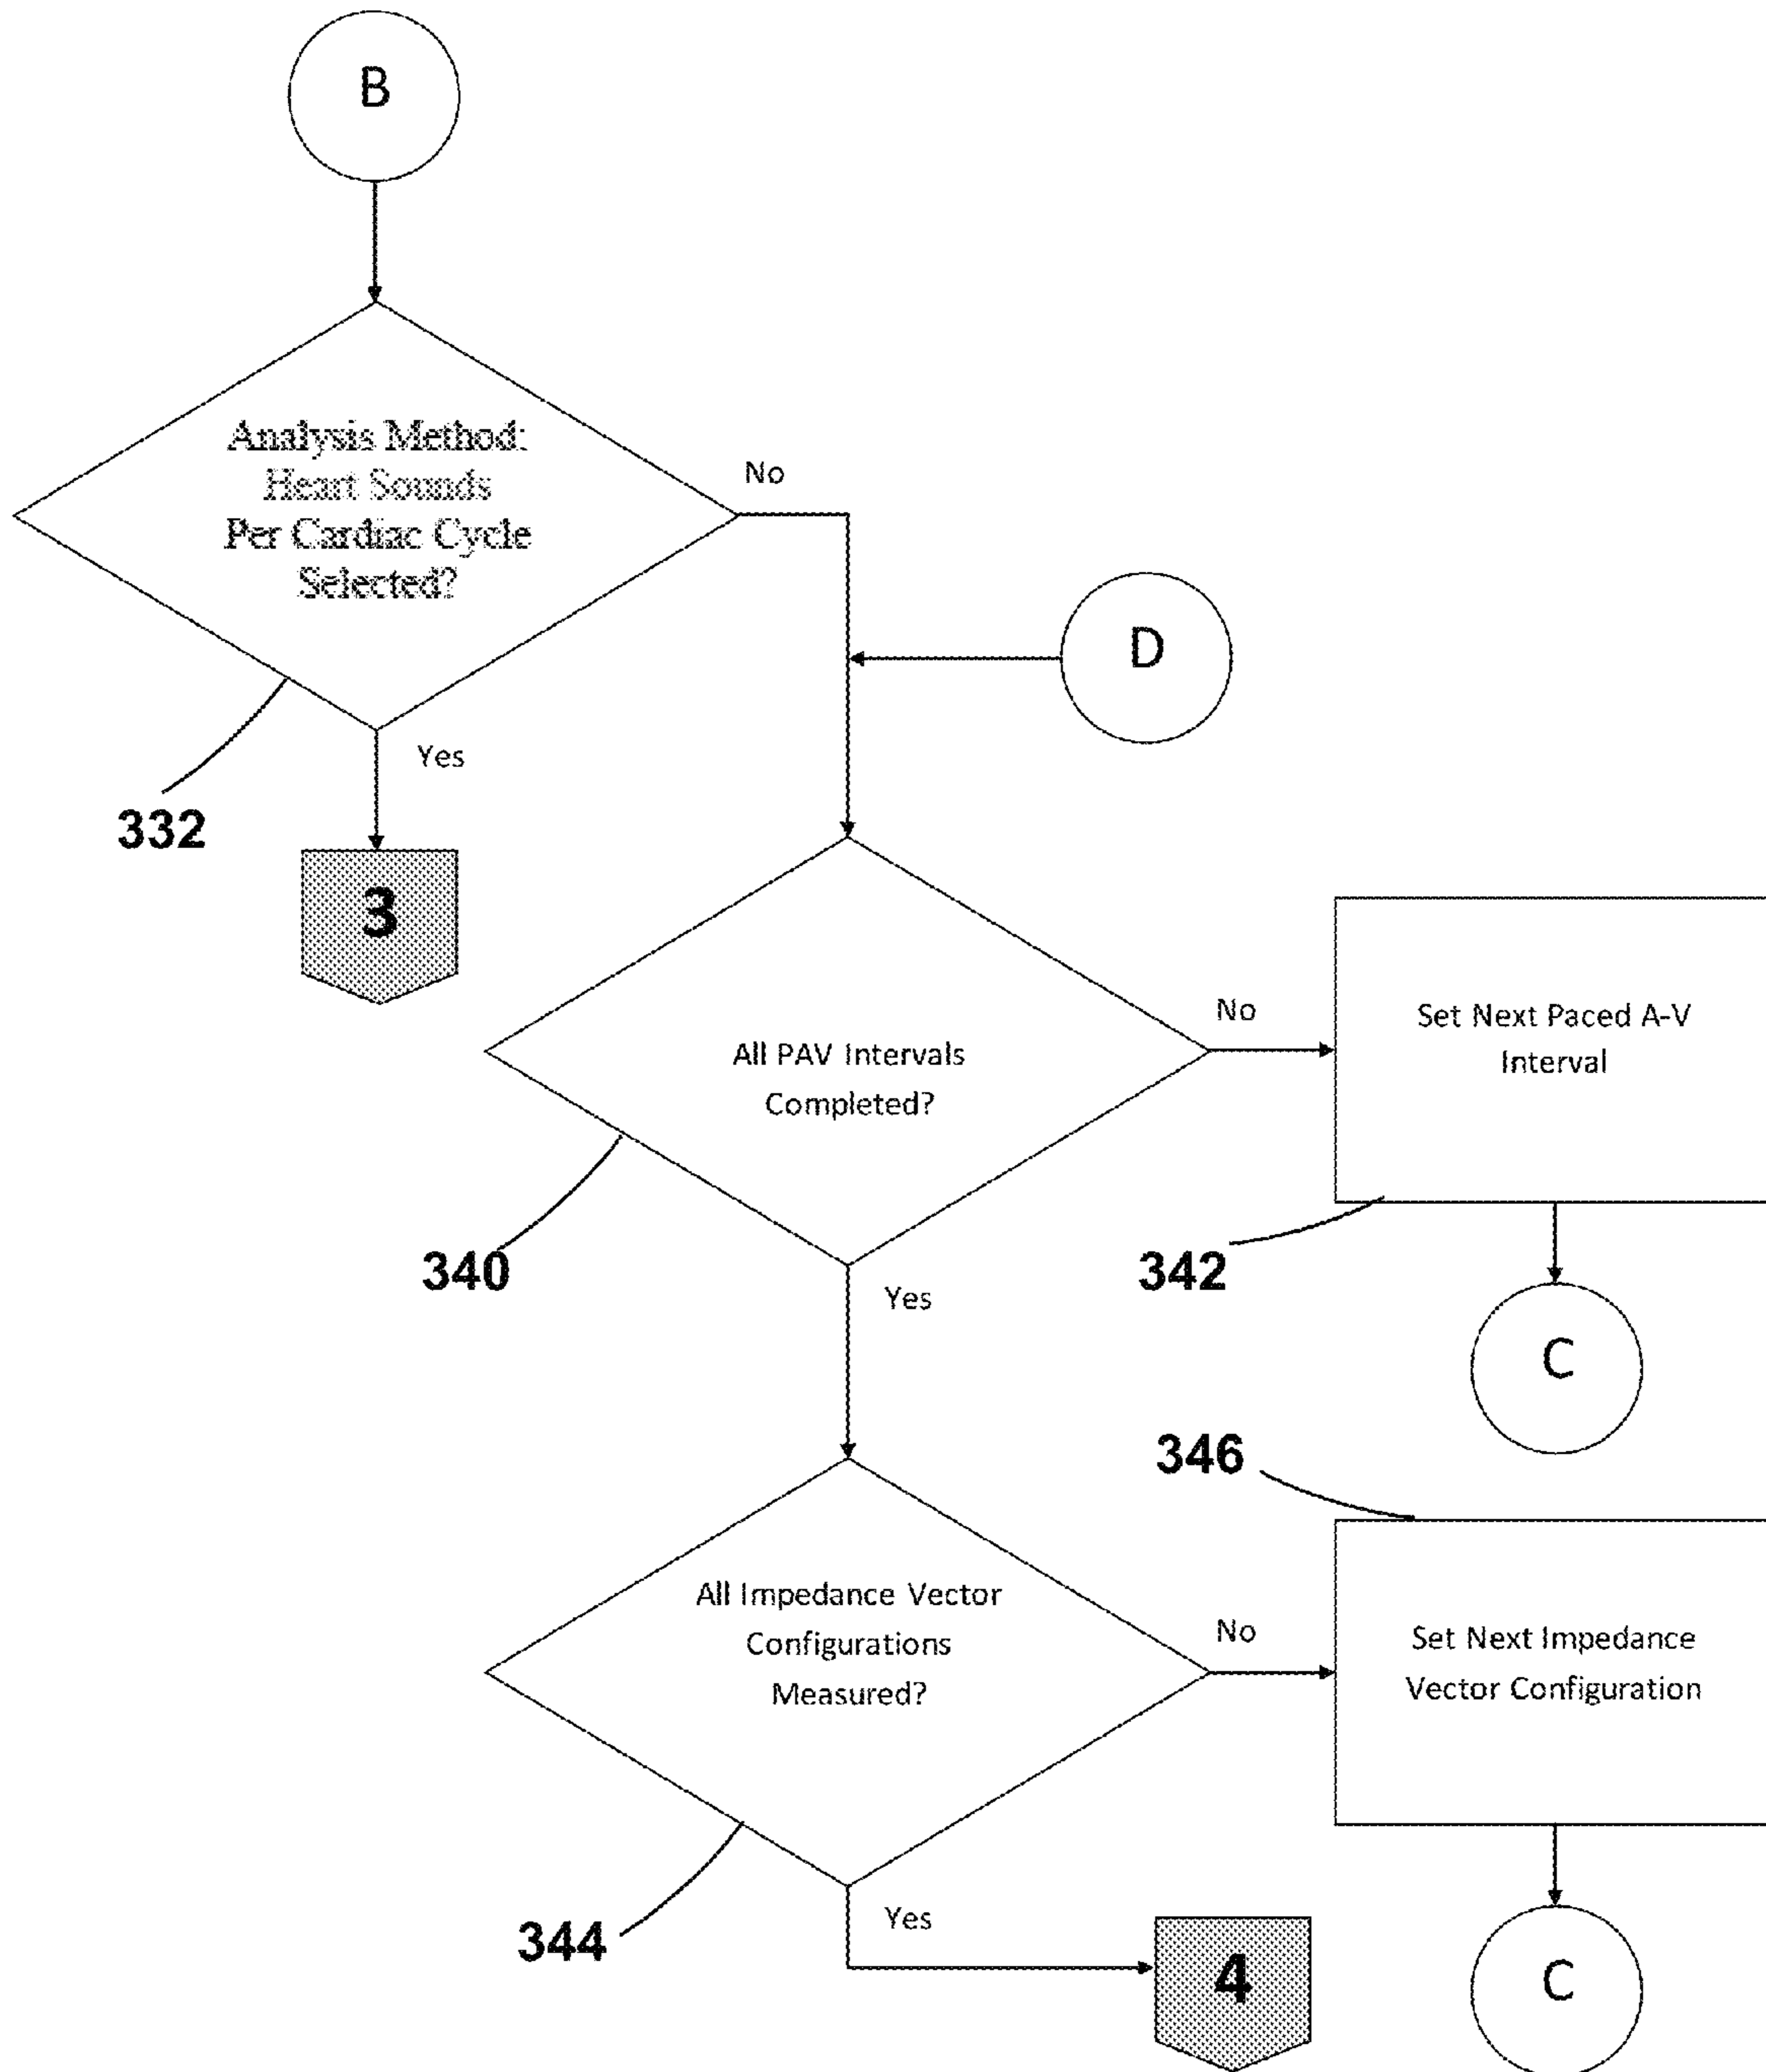 B
Analysis Method:
Heart Sounds
Per Cardiac Cycle
Selected?
No
D
Yes
332
3
All PAV Intervals
Completed?
No
Set Next Paced A-V
Interval
340
Yes
342
C
346
All Impedance Vector
Configurations
Measured?
No
Set Next Impedance
Vector Configuration
344
Yes
4
C